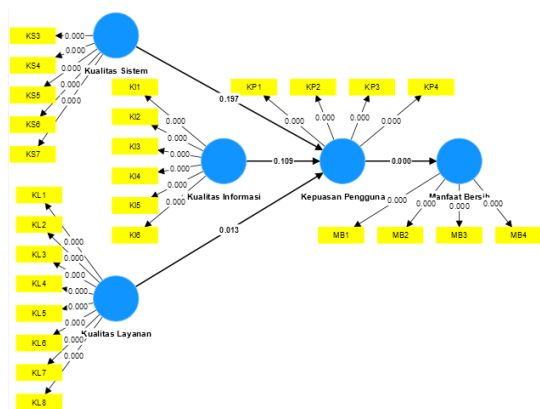 KS3
KS4
KS5
KS6
KS7
0.000
0.000
0.000
0.000
0.000
Kualitas Sistem
0.197
KI1
KI2
KI3
KI4
KI5
KI6
0.000
0.000
0.000
0.000
0.000
0.000
Kualitas Informasi
0.109
KP1
KP2
KP3
KP4
0.000
0.000
0.000
0.000
Kepuasan Pengguna
0.000
Manfaat Bersih
0.000
0.000
0.000
0.000
MB1
MB2
MB3
MB4
KL1
KL2
KL3
KL4
KL5
KL6
KL7
KL8
0.000
0.000
0.000
0.000
0.000
0.000
0.000
0.000
Kualitas Layanan
0.013